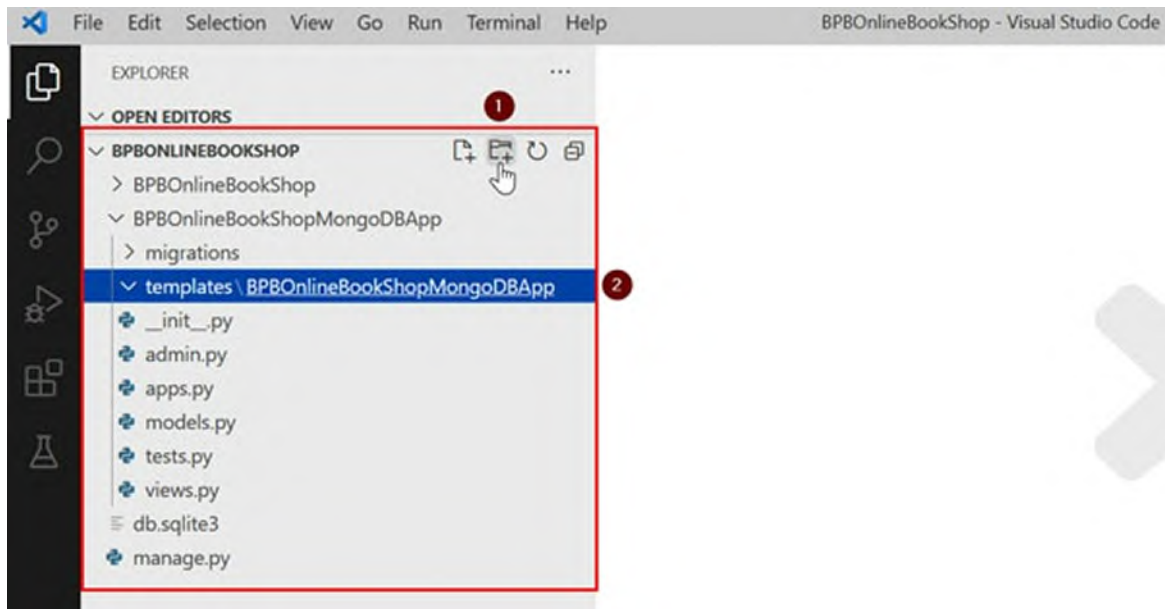 File Edit Selection View Go Run Terminal Help BPBOnlineBookShop - Visual Studio Code
EXPLORER ...
1
OPEN EDITORS
BPBONLINEBOOKSHOP
BPBOnlineBookShop
BPBOnlineBookShopMongoDBApp
migrations
templates \ BPBOnlineBookShopMongoDBApp 2
__init__.py
admin.py
apps.py
models.py
tests.py
views.py
db.sqlite3
manage.py